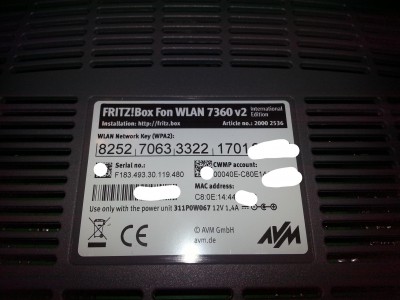 FRITZ!Box Fon WLAN 7360 v2 International Edition
Installation: http://fritz.box Article no.: 2000 2536
WLAN Network Key (WPA2):
8252 7063 3322 1701
Serial no.: CWMP account:
F183.493.30.119.480 00040E-C80E1
MAC address:
C8:0E:14:44
Use only with the power unit 311P0W067 12V 1.4A
© AVM GmbH
avm.de
CE
AVM